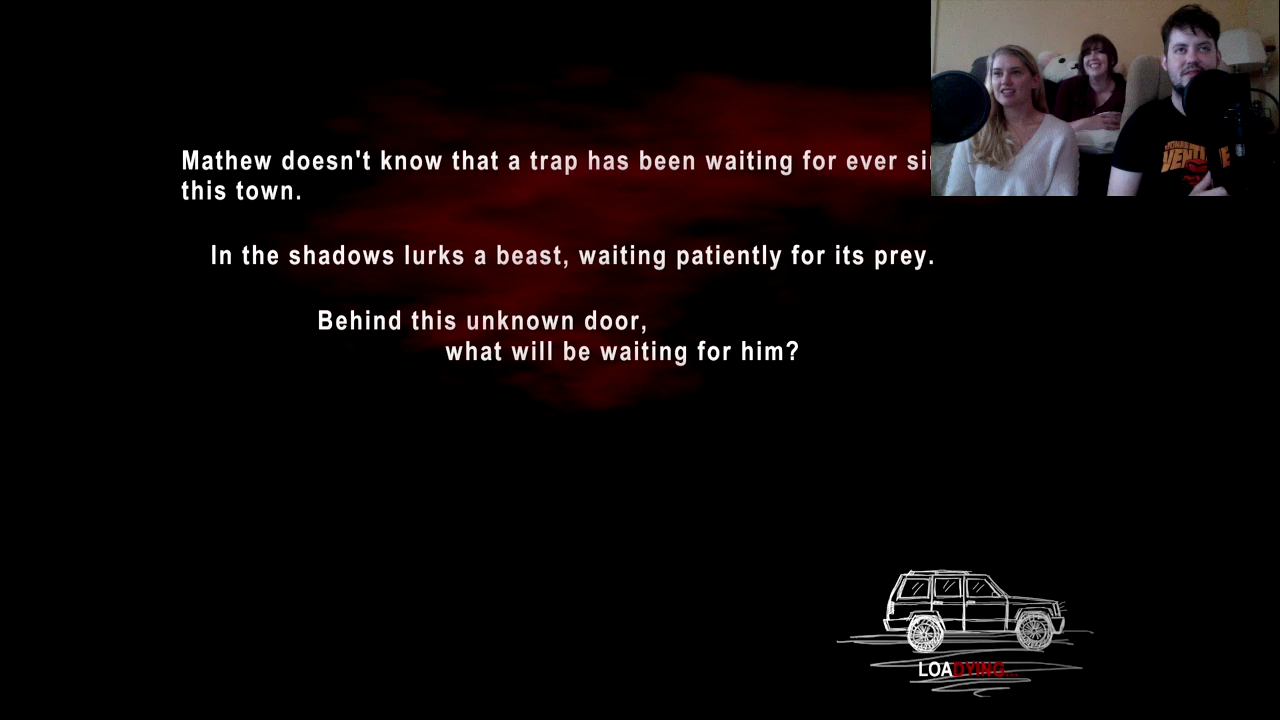 Mathew doesn't know that a trap has been waiting for ever
this town.
In the shadows lurks a beast, waiting patiently for its prey.
Behind this unknown door,
what will be waiting for him?
LOADYING...